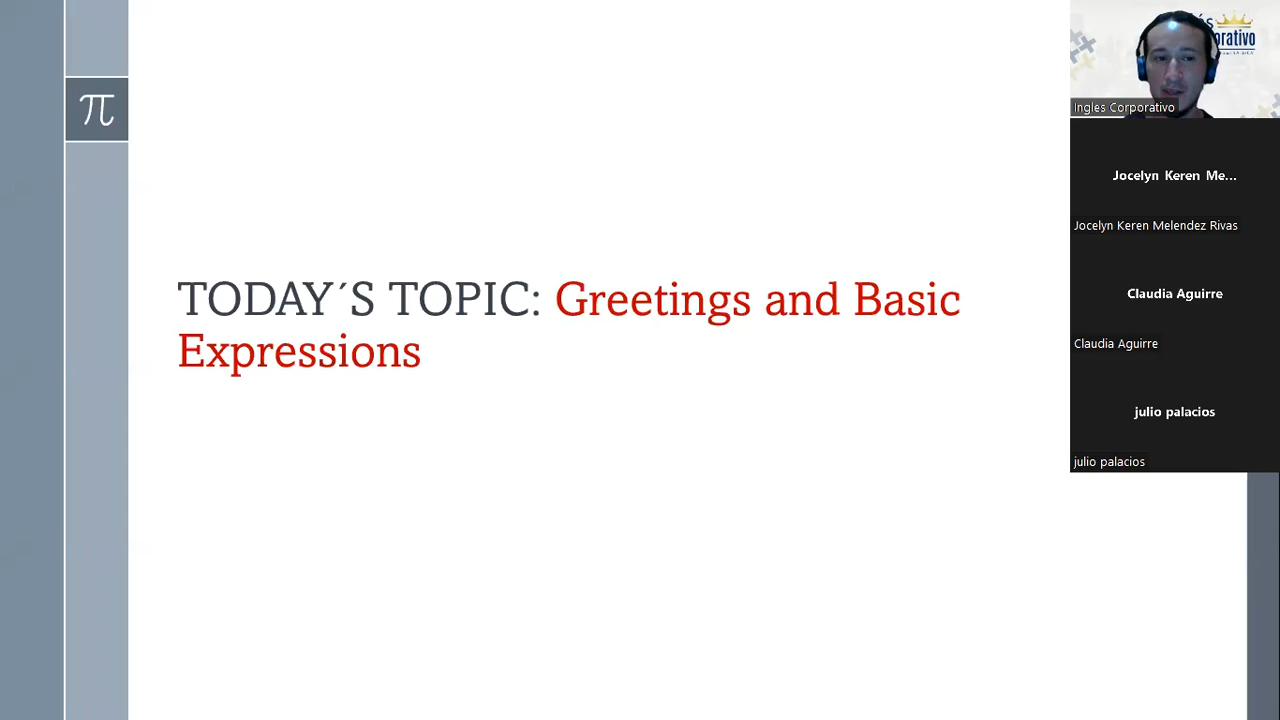 π
TODAY´S TOPIC: Greetings and Basic
Expressions
Ingles Corporativo
Jocelyn Keren Me...
Jocelyn Keren Melendez Rivas
Claudia Aguirre
Claudia Aguirre
julio palacios
julio palacios